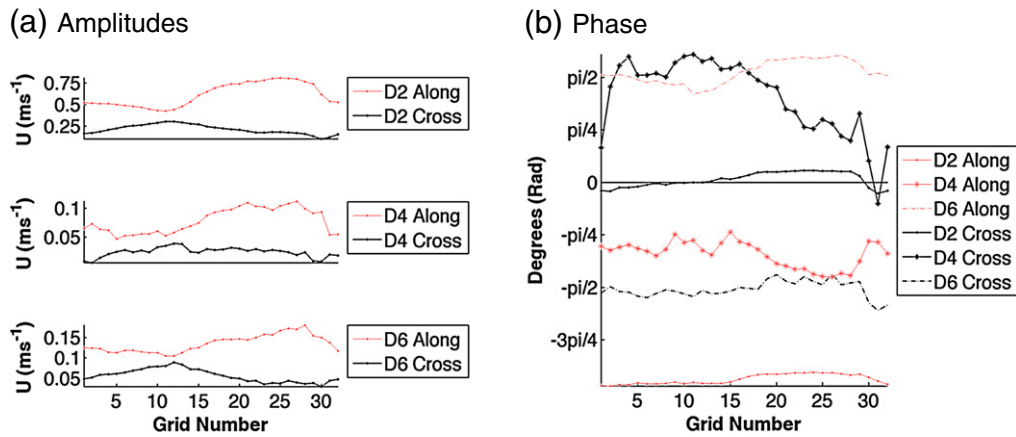 (a) Amplitudes
U (ms⁻¹)
0.75
0.5
0.25
D2 Along
D2 Cross
U (ms⁻¹)
0.1
0.05
D4 Along
D4 Cross
U (ms⁻¹)
0.15
0.1
0.05
D6 Along
D6 Cross
5 10 15 20 25 30
Grid Number
(b) Phase
Degrees (Rad)
pi/2
pi/4
0
-pi/4
-pi/2
-3pi/4
5 10 15 20 25 30
Grid Number
D2 Along
D4 Along
D6 Along
D2 Cross
D4 Cross
D6 Cross